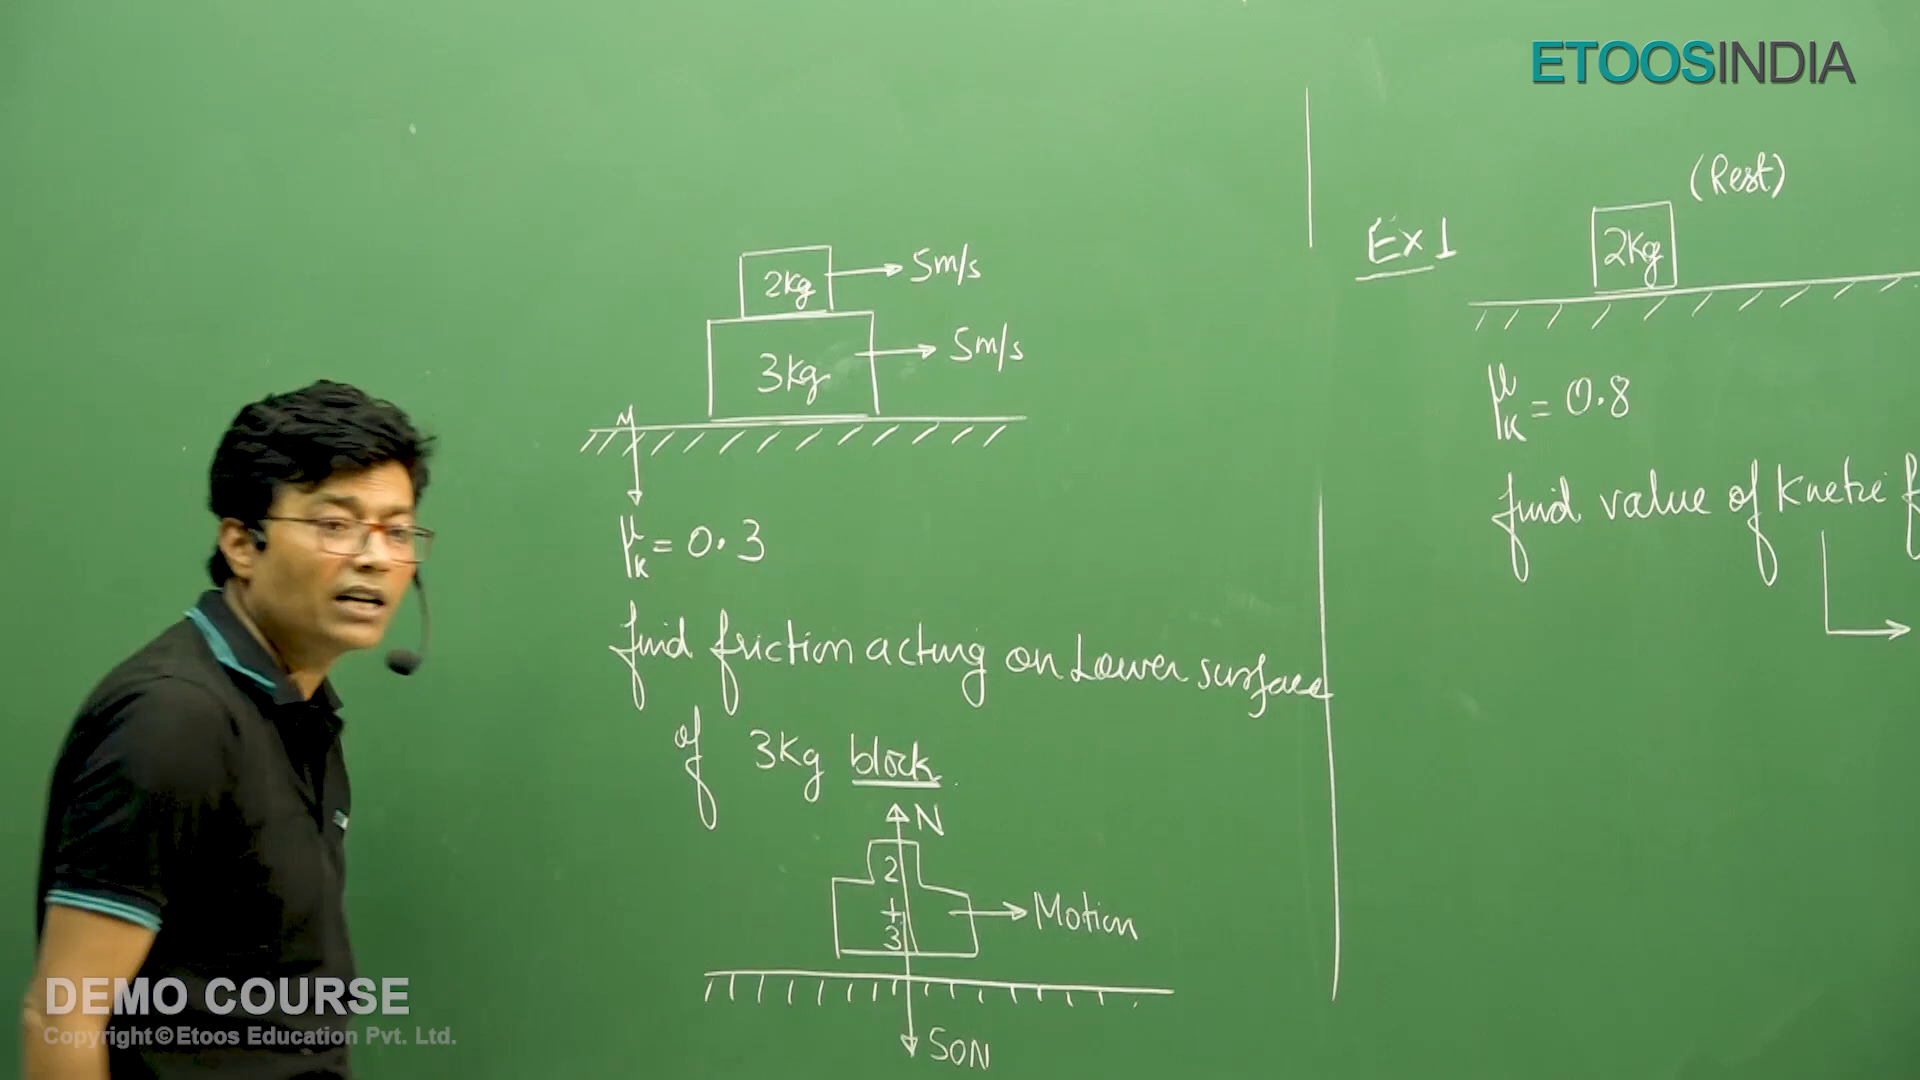 ETOOSINDIA
2kg
5m/s
3kg
5m/s
μk = 0.3
find friction acting on Lower surface
of 3Kg block.
N
2
+
3
Motion
50N
Ex 1
(Rest)
2Kg
μk = 0.8
find value of
DEMO COURSE
Copyright©Etoos Education Pvt. Ltd.